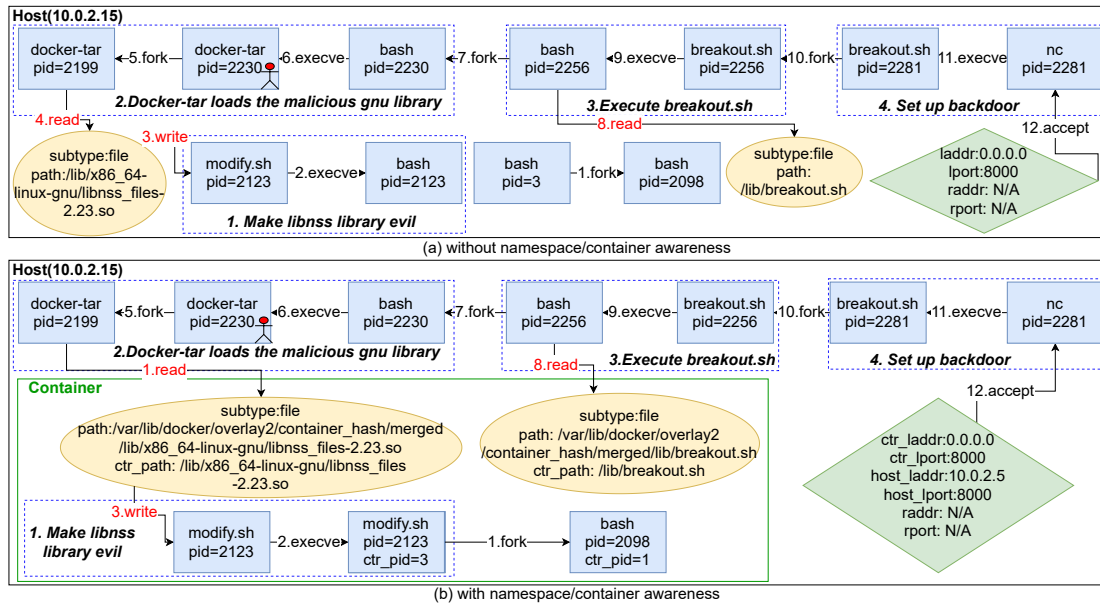 Host(10.0.2.15)
docker-tar
pid=2199
5.fork
docker-tar
pid=2230
6.execve
bash
pid=2230
7.fork
bash
pid=2256
9.execve
breakout.sh
pid=2256
10.fork
breakout.sh
pid=2281
11.execve
nc
pid=2281
2.Docker-tar loads the malicious gnu library
3.Execute breakout.sh
4. Set up backdoor
4.read
3.write
8.read
12.accept
subtype:file
path:/lib/x86_64-
linux-gnu/libnss_files-
2.23.so
modify.sh
pid=2123
2.execve
bash
pid=2123
1. Make libnss library evil
bash
pid=3
1.fork
bash
pid=2098
subtype:file
path:
/lib/breakout.sh
laddr:0.0.0.0
lport:8000
raddr: N/A
rport: N/A
(a) without namespace/container awareness
Host(10.0.2.15)
docker-tar
pid=2199
5.fork
docker-tar
pid=2230
6.execve
bash
pid=2230
7.fork
bash
pid=2256
9.execve
breakout.sh
pid=2256
10.fork
breakout.sh
pid=2281
11.execve
nc
pid=2281
2.Docker-tar loads the malicious gnu library
3.Execute breakout.sh
4. Set up backdoor
1.read
8.read
12.accept
Container
subtype:file
path:/var/lib/docker/overlay2/container_hash/merged
/lib/x86_64-linux-gnu/libnss_files-2.23.so
ctr_path: /lib/x86_64-linux-gnu/libnss_files
-2.23.so
subtype:file
path: /var/lib/docker/overlay2
/container_hash/merged/lib/breakout.sh
ctr_path: /lib/breakout.sh
ctr_laddr:0.0.0.0
ctr_lport:8000
host_laddr:10.0.2.5
host_lport:8000
raddr: N/A
rport: N/A
3.write
1. Make libnss
library evil
modify.sh
pid=2123
2.execve
modify.sh
pid=2123
ctr_pid=3
1.fork
bash
pid=2098
ctr_pid=1
(b) with namespace/container awareness